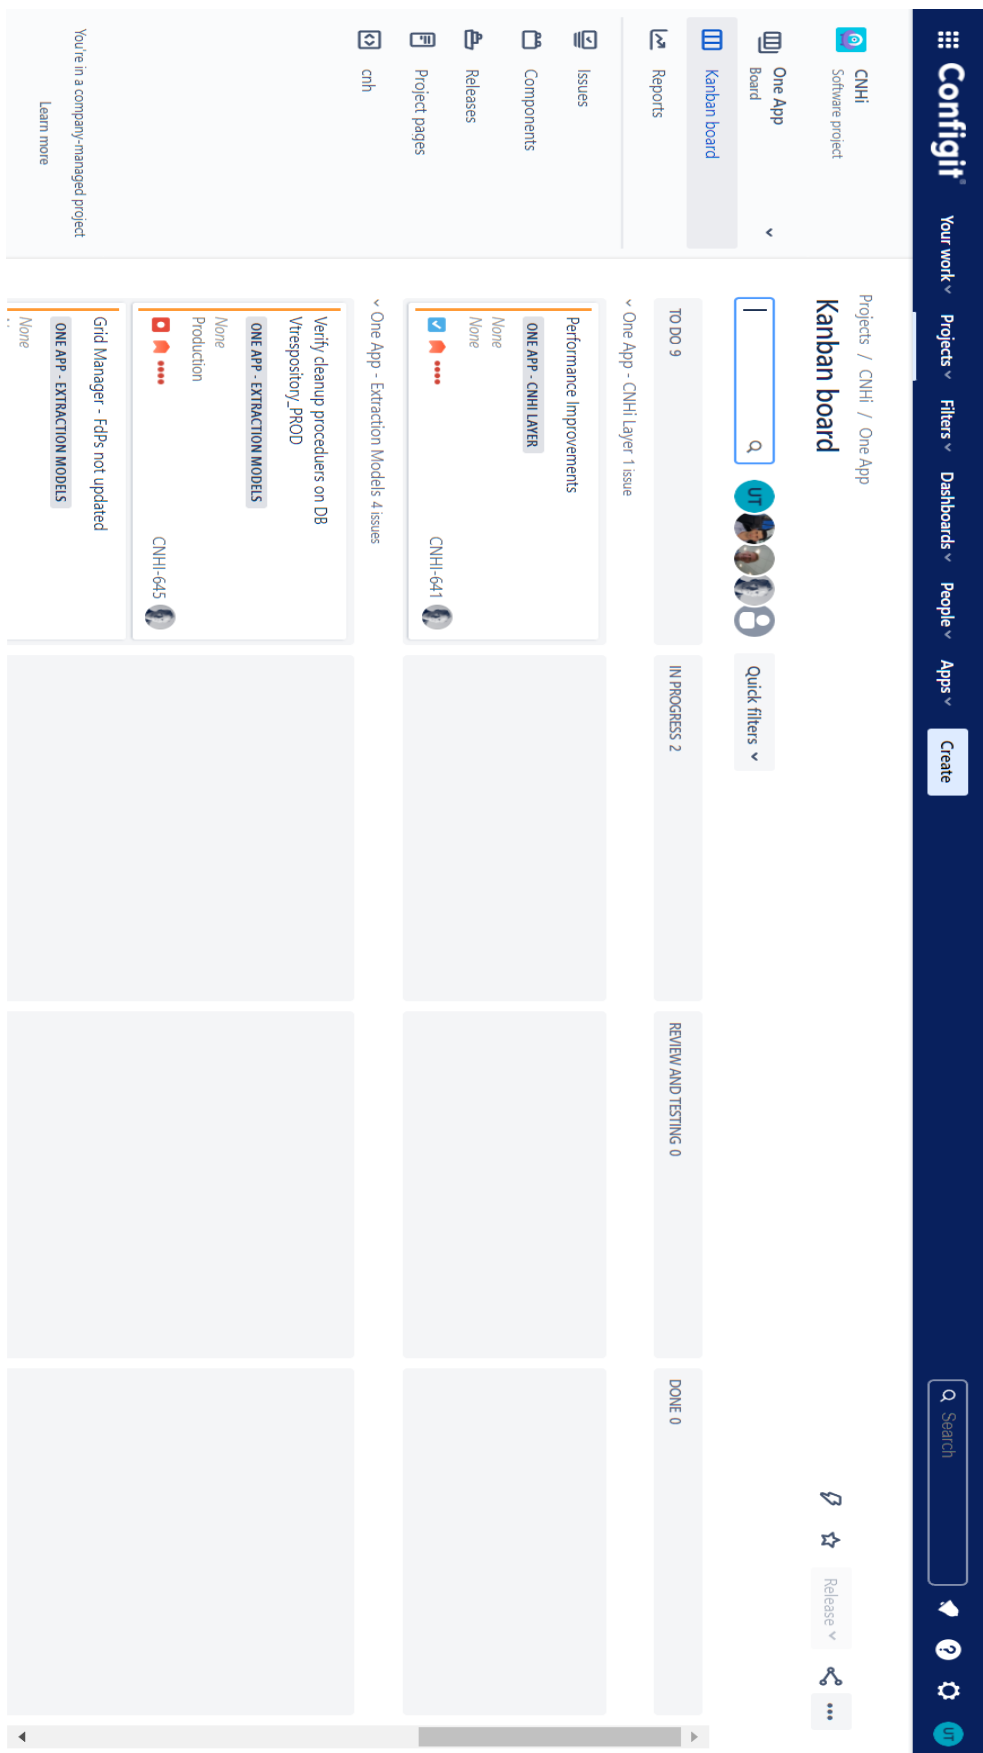 Configit
Your work
Projects
Filters
Dashboards
People
Apps
Create
Search
UT
CNHi
Software project
One App
Board
Kanban board
Reports
Issues
Components
Releases
Project pages
cnh
You're in a company-managed project
Learn more
Projects / CNHi / One App
Kanban board
Release
UT
Quick filters
TO DO 9
IN PROGRESS 2
REVIEW AND TESTING 0
DONE 0
One App - CNHi Layer 1 issue
Performance Improvements
ONE APP - CNHI LAYER
None
None
CNHI-641
One App - Extraction Models 4 issues
Verify cleanup proceduers on DB
Vtrespository_PROD
ONE APP - EXTRACTION MODELS
None
Production
CNHI-645
Grid Manager - FdPs not updated
ONE APP - EXTRACTION MODELS
None